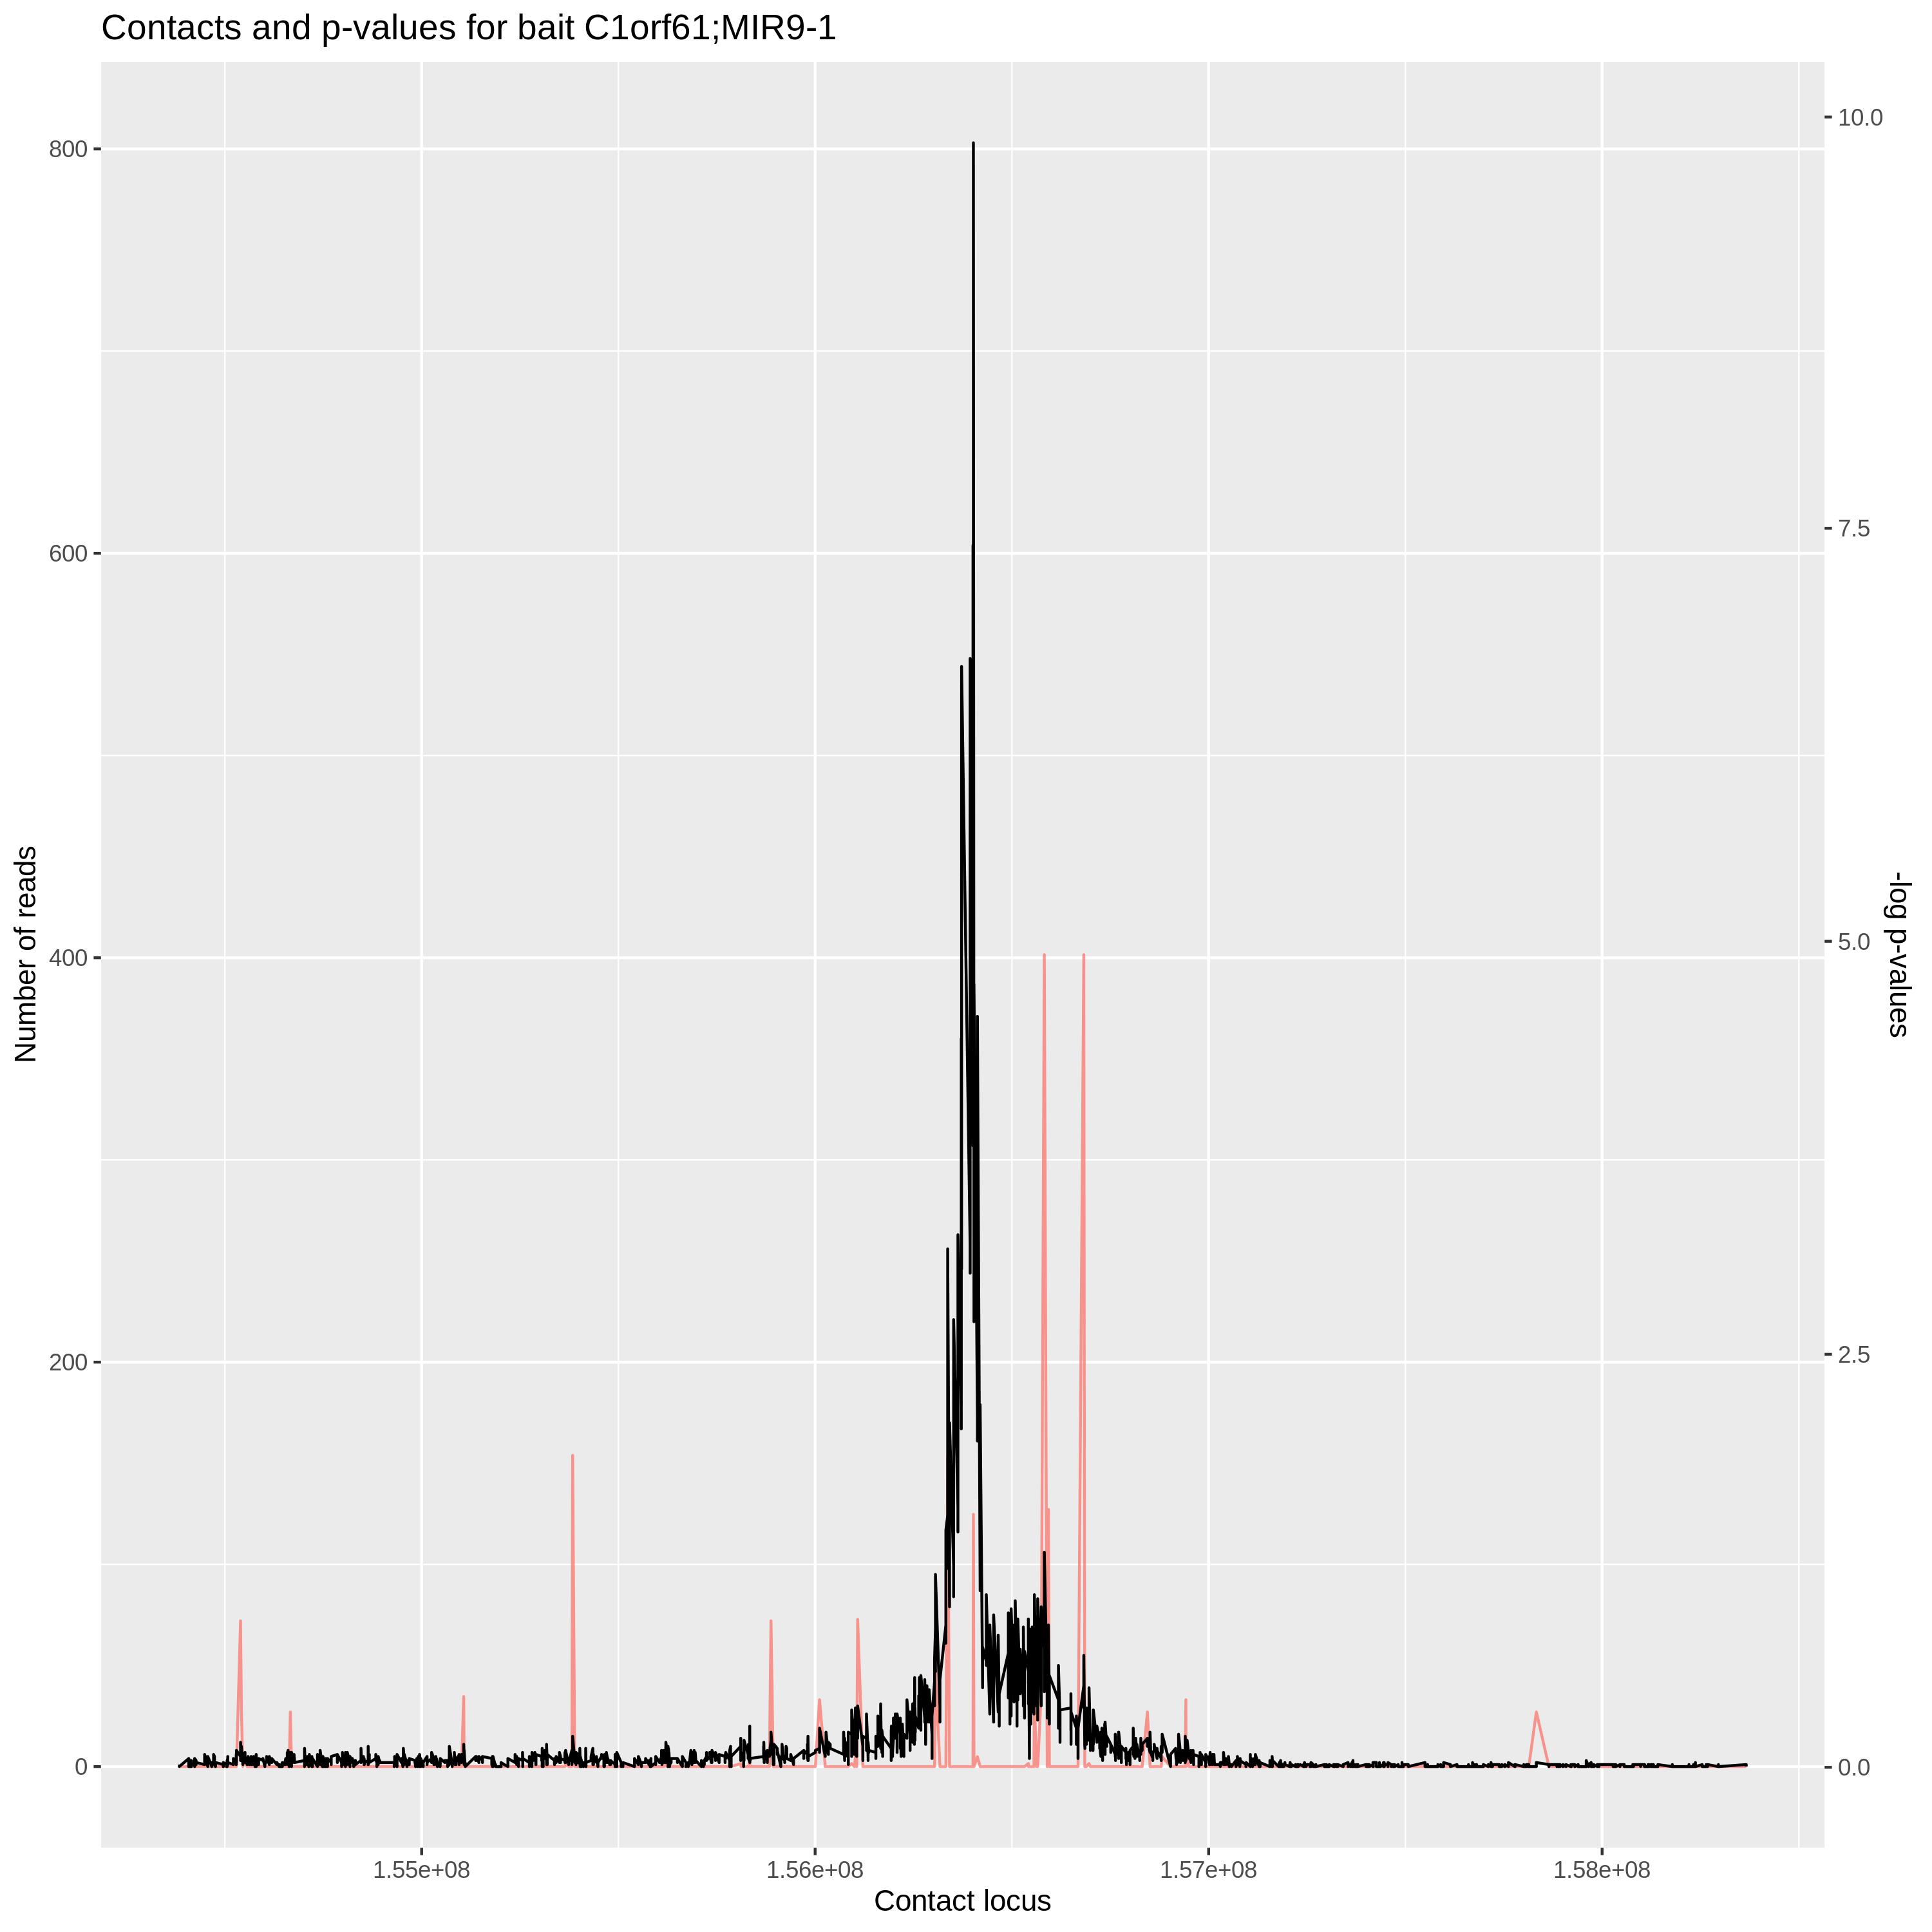 Contacts and p-values for bait C1orf61;MIR9-1
800
600
400
200
0
Number of reads
10.0
7.5
5.0
2.5
0.0
-log p-values
1.55e+08
1.56e+08
1.57e+08
1.58e+08
Contact locus